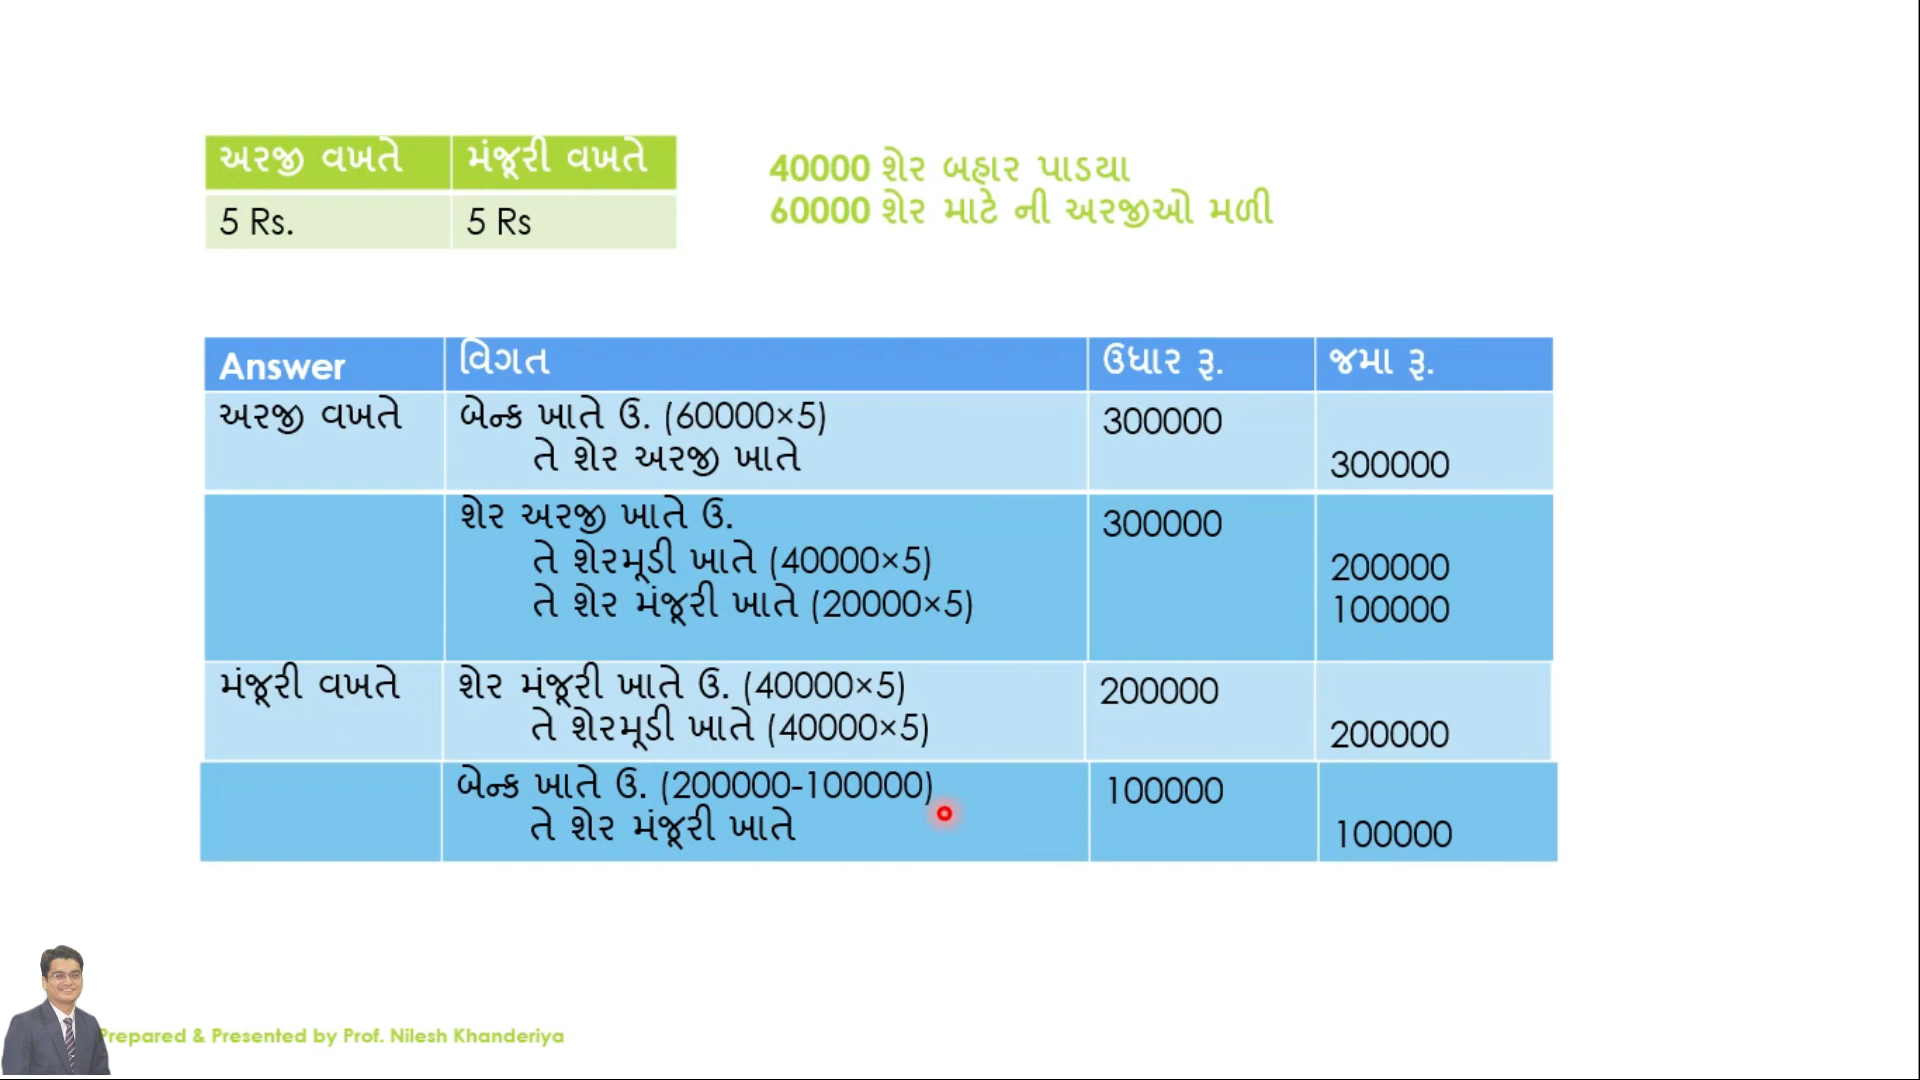 અરજી વખતે મંજૂરી વખતે
5 Rs. 5 Rs
40000 શેર બહાર પાડયા
60000 શેર માટે ની અરજીઓ મળી
Answer વિગત ઉધાર રૂ. જમા રૂ.
અરજી વખતે બેન્ક ખાતે ઉ. (60000×5) 300000
તે શેર અરજી ખાતે 300000
શેર અરજી ખાતે ઉ. 300000
તે શેરમૂડી ખાતે (40000×5) 200000
તે શેર મંજૂરી ખાતે (20000×5) 100000
મંજૂરી વખતે શેર મંજૂરી ખાતે ઉ. (40000×5) 200000
તે શેરમૂડી ખાતે (40000×5) 200000
બેન્ક ખાતે ઉ. (200000-100000) 100000
તે શેર મંજૂરી ખાતે 100000
Prepared & Presented by Prof. Nilesh Khanderiya